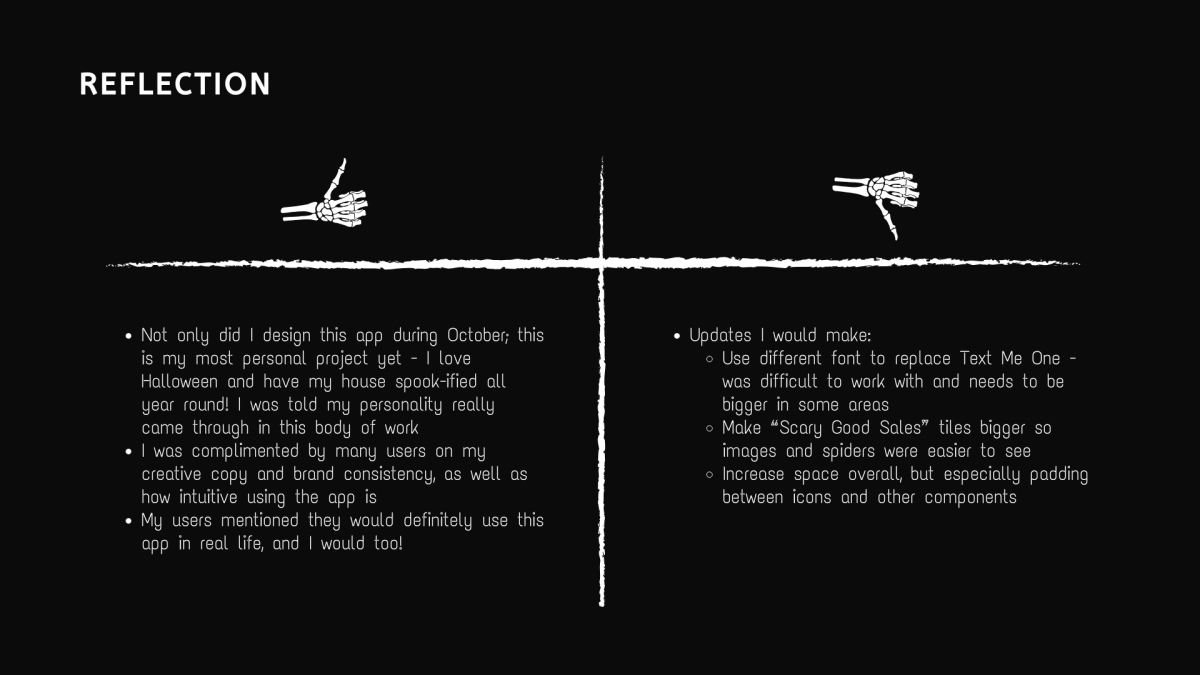 REFLECTION
• Not only did I design this app during October; this
is my most personal project yet - I love
Halloween and have my house spook-ified all
year round! I was told my personality really
came through in this body of work
• I was complimented by many users on my
creative copy and brand consistency, as well as
how intuitive using the app is
• My users mentioned they would definitely use this
app in real life, and I would too!
• Updates I would make:
○ Use different font to replace Text Me One -
was difficult to work with and needs to be
bigger in some areas
○ Make “Scary Good Sales” tiles bigger so
images and spiders were easier to see
○ Increase space overall, but especially padding
between icons and other components